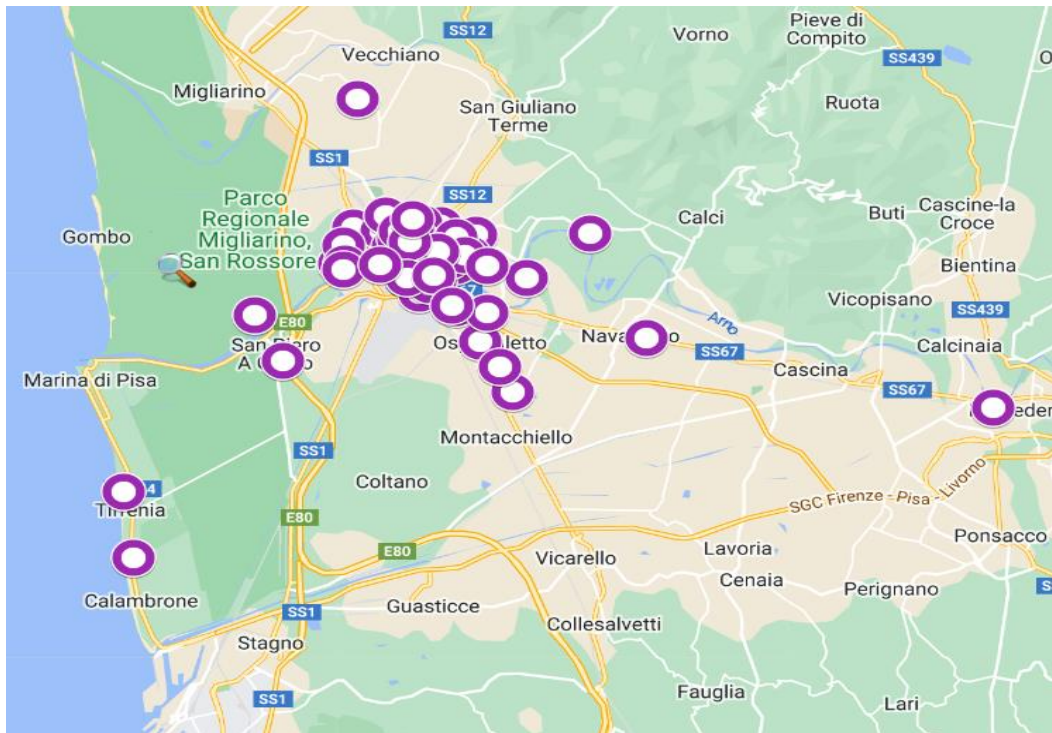 Pieve di
Compito
SS12
Vorno
Vecchiano
SS439
Migliarino
San Giuliano
Terme
Ruota
SS1
SS12
Parco
Regionale
Migliarino,
San Rossore
Gombo
Calci
Buti
Cascine-la
Croce
Bientina
Vicopisano
SS439
Arno
E80
Calcinaia
SS67
Cascina
Marina di Pisa
SS67
Montacchiello
SS1
Coltano
SGC Firenze - Pisa - Livorno
E80
Ponsacco
E80
Vicarello
Lavoria
Cenaia
Perignano
Calambrone
SS1
Guasticce
Collesalvetti
Stagno
SS1
Fauglia
Lari